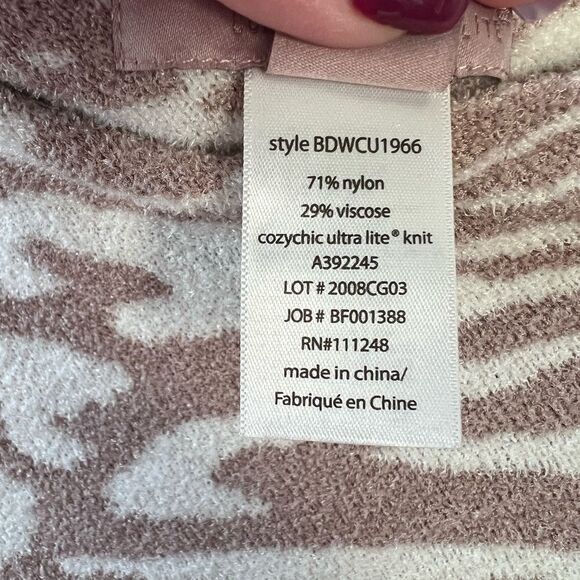 style BDWCU1966
71% nylon
29% viscose
cozychic ultra lite® knit
A392245
LOT # 2008CG03
JOB # BF001388
RN#111248
made in china/
Fabriqué en Chine